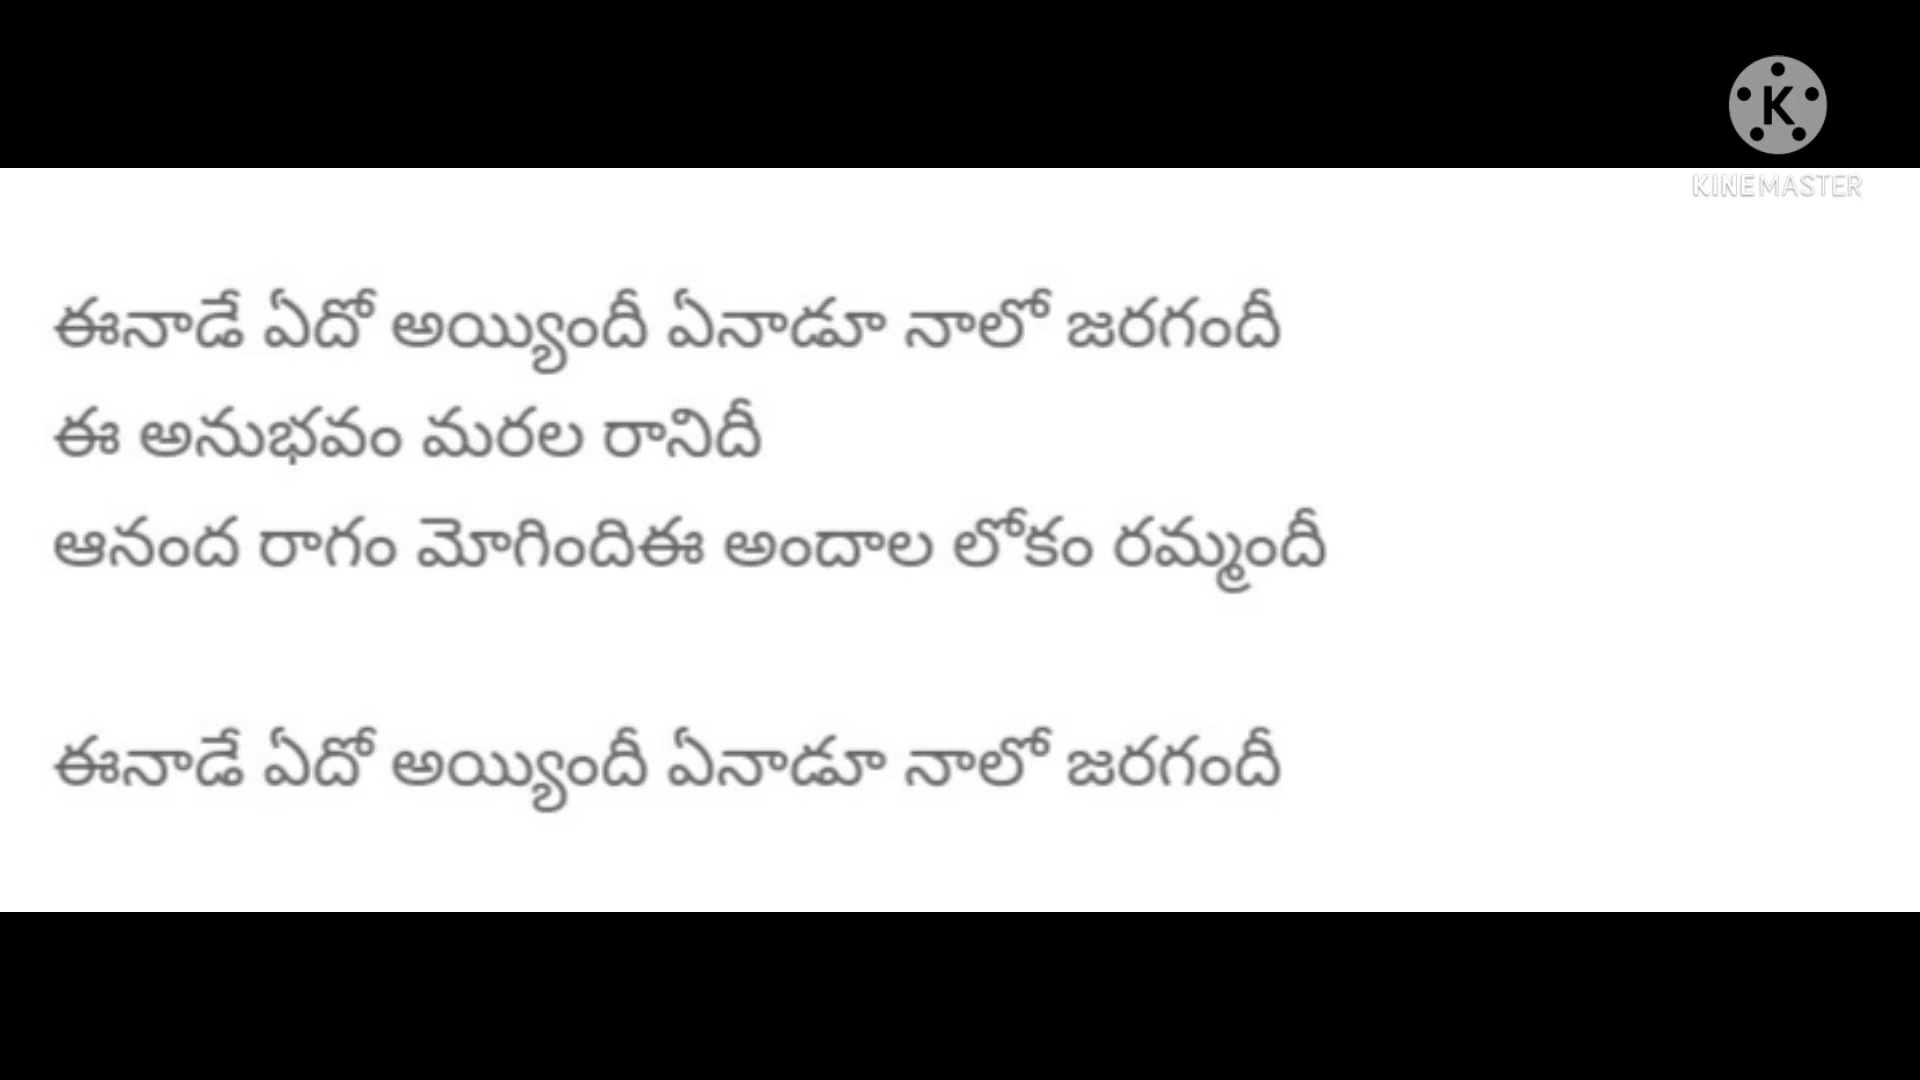 K
KINEMASTER
ఈనాడే ఏదో అయ్యిందీ ఏనాడూ నాలో జరగందీ
ఈ అనుభవం మరల రానిదీ
ఆనంద రాగం మోగిందిఈ అందాల లోకం రమ్మందీ
ఈనాడే ఏదో అయ్యిందీ ఏనాడూ నాలో జరగందీ